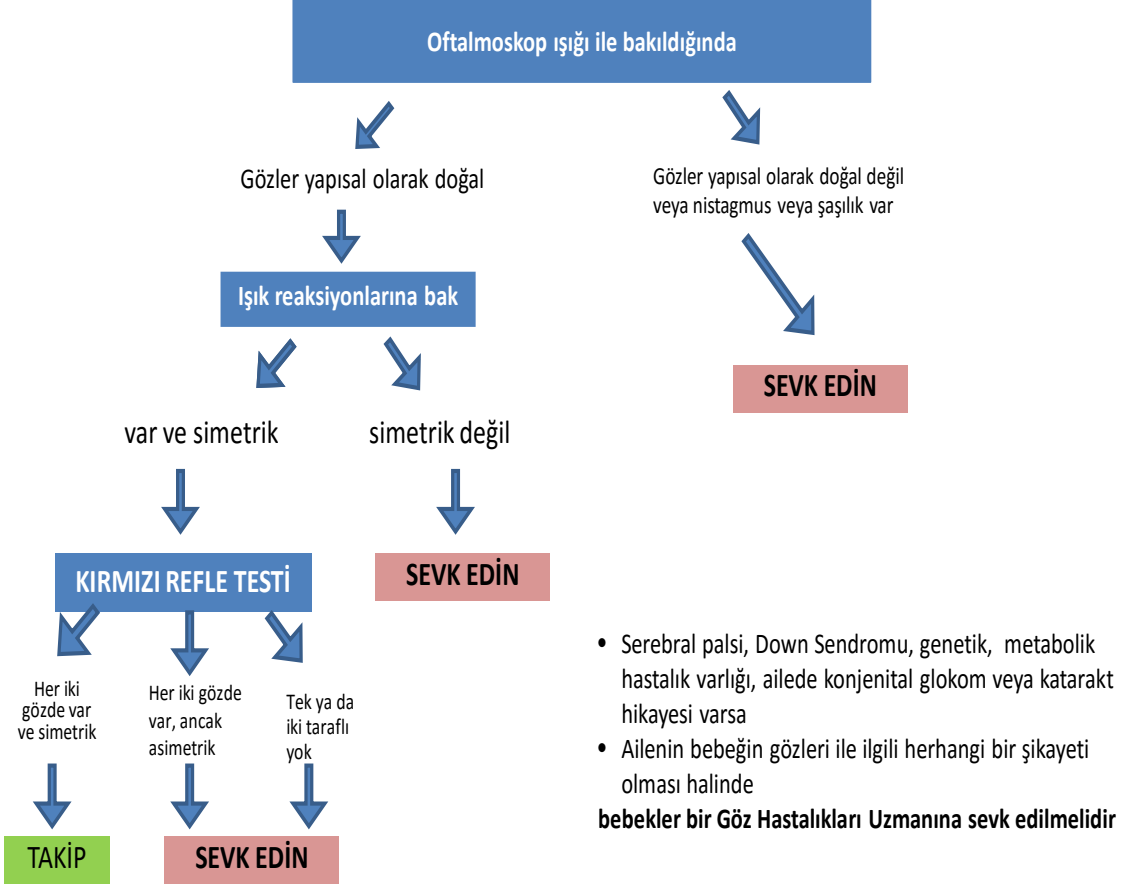 Oftalmoskop ışığı ile bakıldığında
Gözler yapısal olarak doğal
Gözler yapısal olarak doğal değil
veya nistagmus veya şaşılık var
Işık reaksiyonlarına bak
SEVK EDİN
var ve simetrik
simetrik değil
KIRMIZI REFLE TESTİ
SEVK EDİN
Her iki
gözde var
ve simetrik
Her iki gözde
var, ancak
asimetrik
Tek ya da
iki taraflı
yok
TAKİP
SEVK EDİN
• Serebral palsi, Down Sendromu, genetik, metabolik
hastalık varlığı, ailede konjenital glokom veya katarakt
hikayesi varsa
• Ailenin bebeğin gözleri ile ilgili herhangi bir şikayeti
olması halinde
bebekler bir Göz Hastalıkları Uzmanına sevk edilmelidir